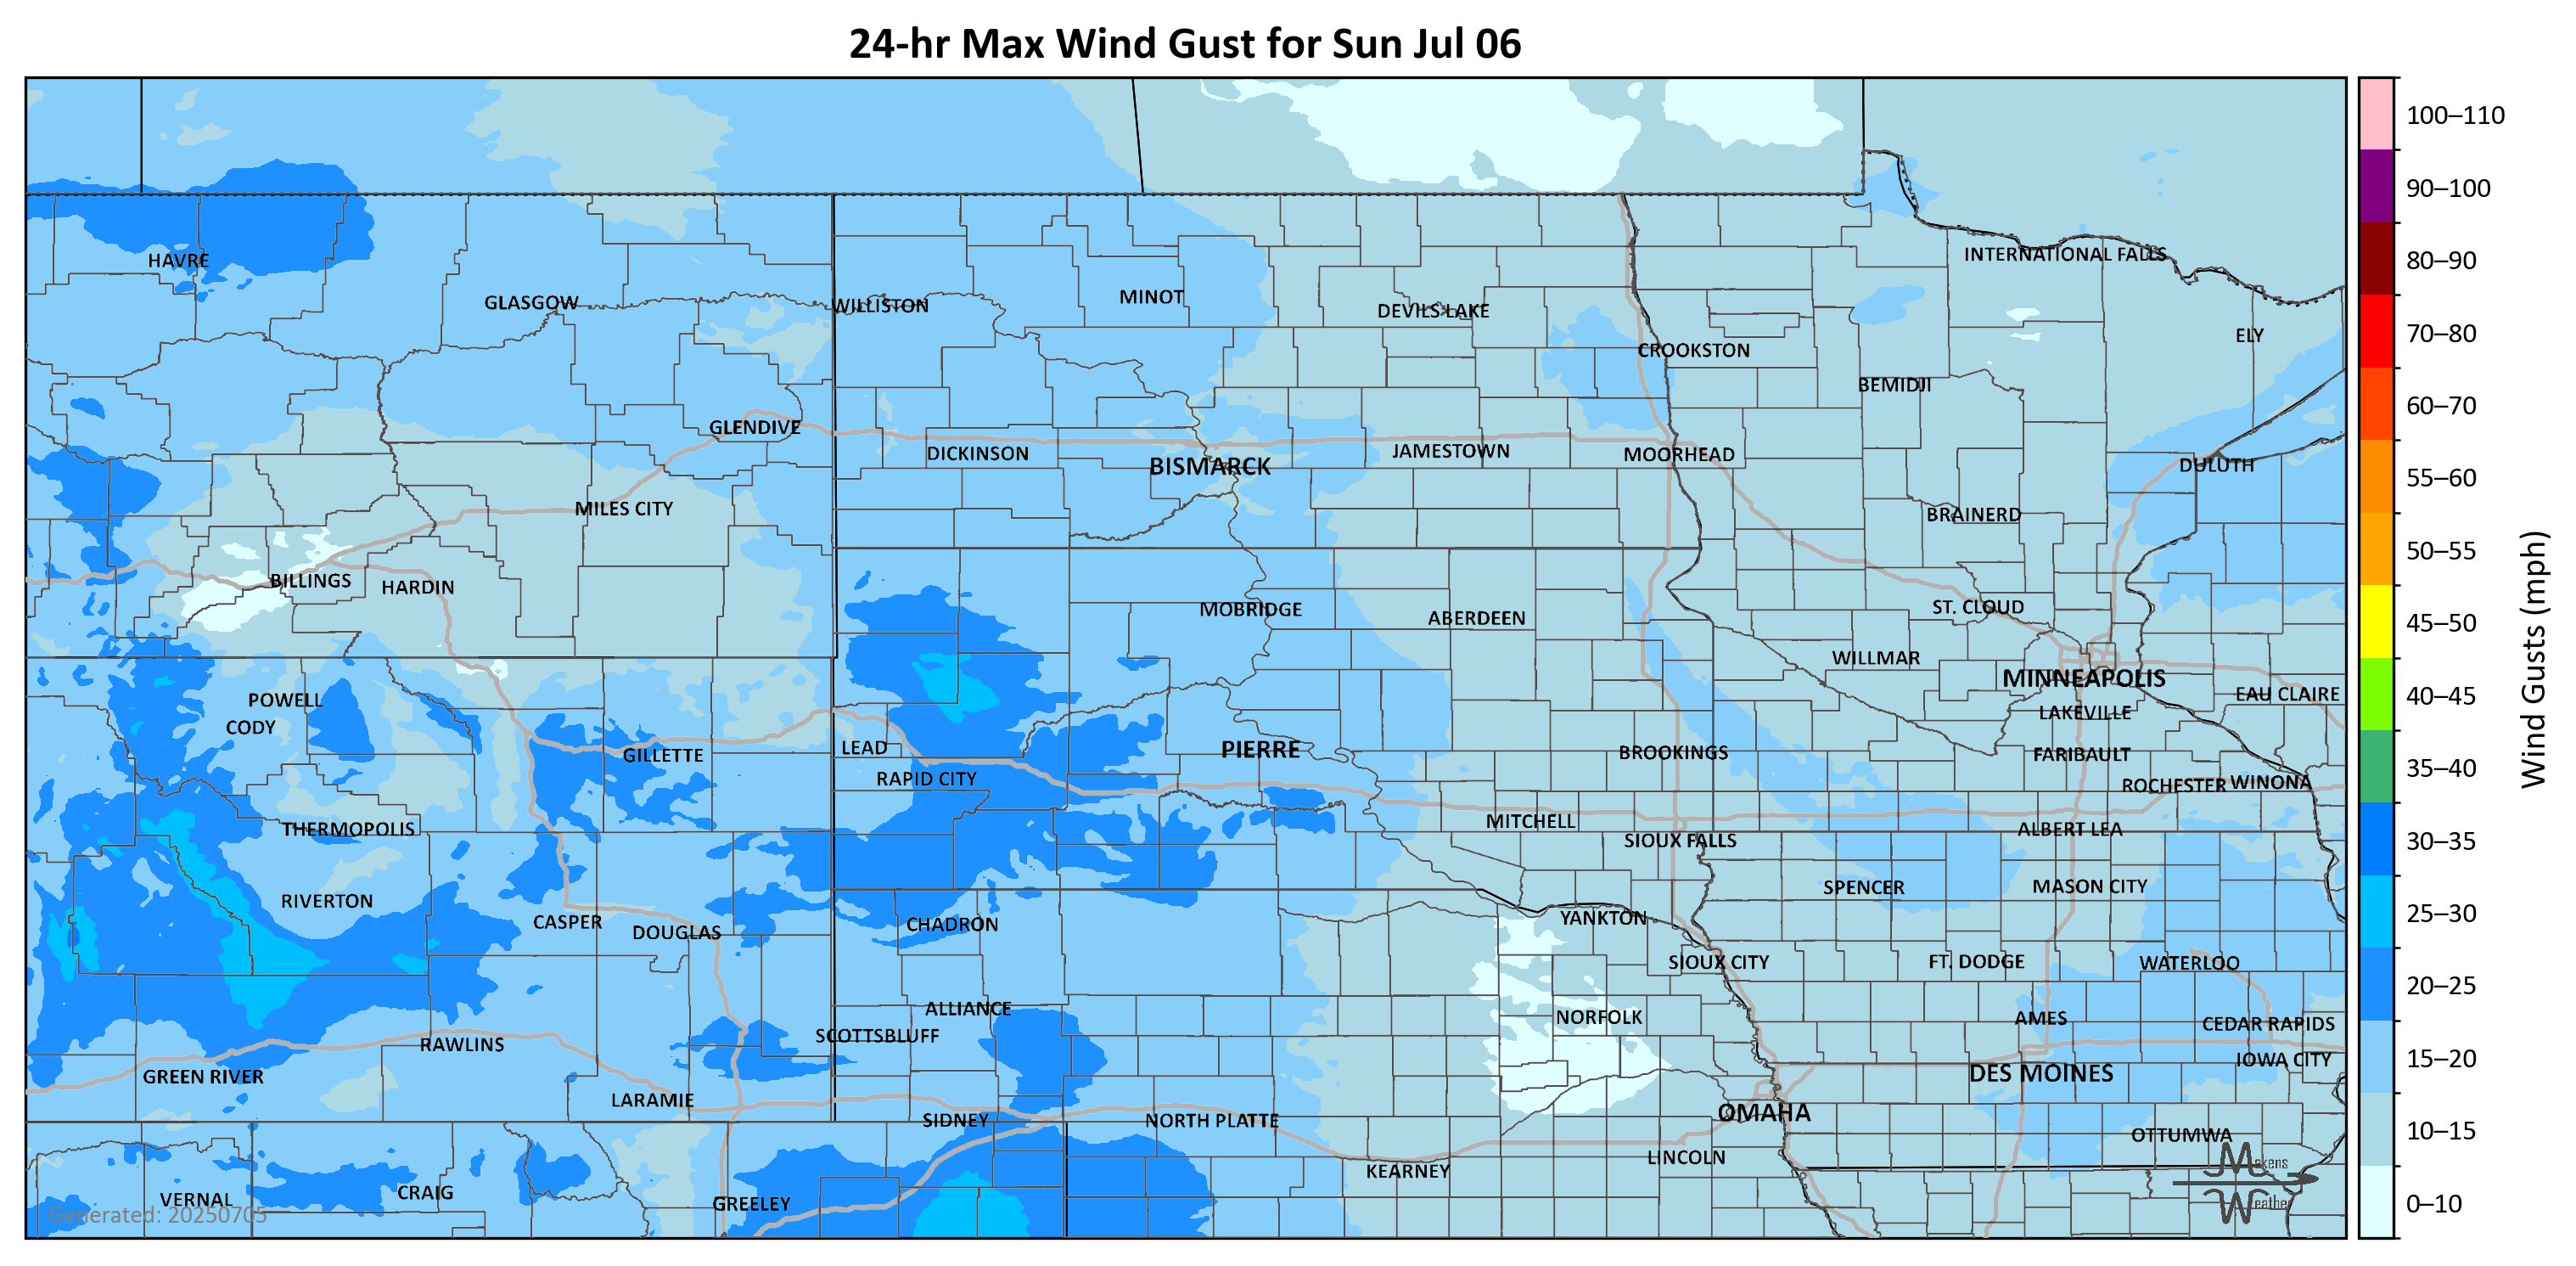 24-hr Max Wind Gust for Sun Jul 06
100–110
90–100
80–90
70–80
60–70
55–60
50–55
45–50
40–45
35–40
30–35
25–30
20–25
15–20
10–15
0–10
Wind Gusts (mph)
HAVRE
INTERNATIONAL FALLS
GLASGOW
WILLISTON
MINOT
DEVILS LAKE
ELY
CROOKSTON
BEMIDJI
GLENDIVE
DICKINSON
BISMARCK
JAMESTOWN
MOORHEAD
DULUTH
MILES CITY
BRAINERD
BILLINGS
HARDIN
MOBRIDGE
ABERDEEN
ST. CLOUD
WILLMAR
MINNEAPOLIS
EAU CLAIRE
POWELL
CODY
LAKEVILLE
GILLETTE
LEAD
PIERRE
BROOKINGS
FARIBAULT
RAPID CITY
ROCHESTER
WINONA
THERMOPOLIS
MITCHELL
SIOUX FALLS
ALBERT LEA
RIVERTON
SPENCER
MASON CITY
CASPER
DOUGLAS
CHADRON
YANKTON
SIOUX CITY
FT. DODGE
WATERLOO
ALLIANCE
SCOTTSBLUFF
NORFOLK
AMES
CEDAR RAPIDS
RAWLINS
GREEN RIVER
IOWA CITY
DES MOINES
LARAMIE
SIDNEY
NORTH PLATTE
OMAHA
OTTUMWA
KEARNEY
LINCOLN
VERNAL
CRAIG
GREELEY
Generated: 20250705
Makens
Weather